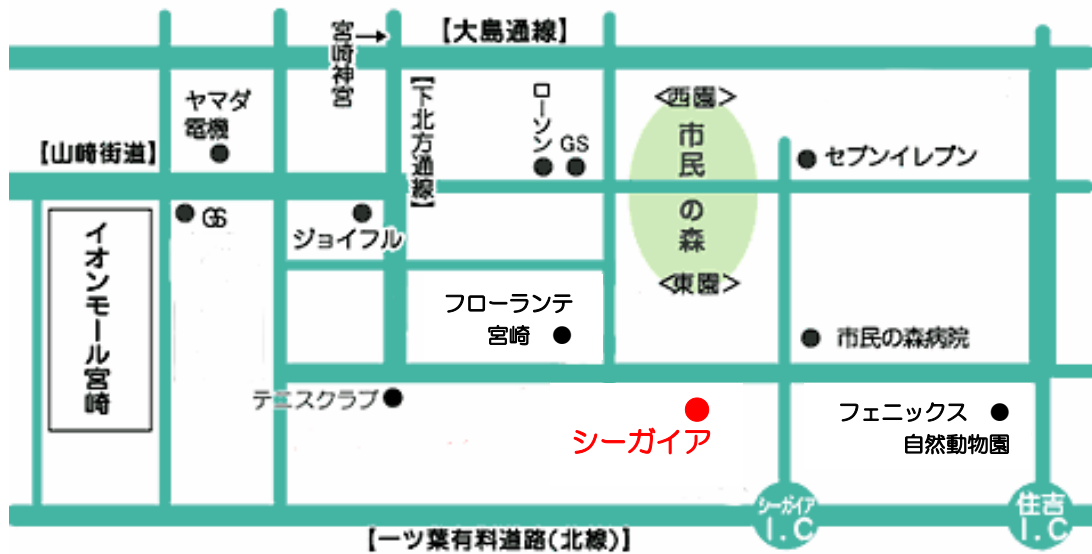 【大島通線】
宮崎神宮→
ヤマダ
電機
【下北方通線】
ローソン
GS
<西園>
市民の森
<東園>
セブンイレブン
【山崎街道】
GS
ジョイフル
イオンモール宮崎
フローランテ
宮崎
市民の森病院
テニスクラブ
シーガイア
フェニックス
自然動物園
シーガイア
I.C
住吉
I.C
【一ツ葉有料道路(北線)】